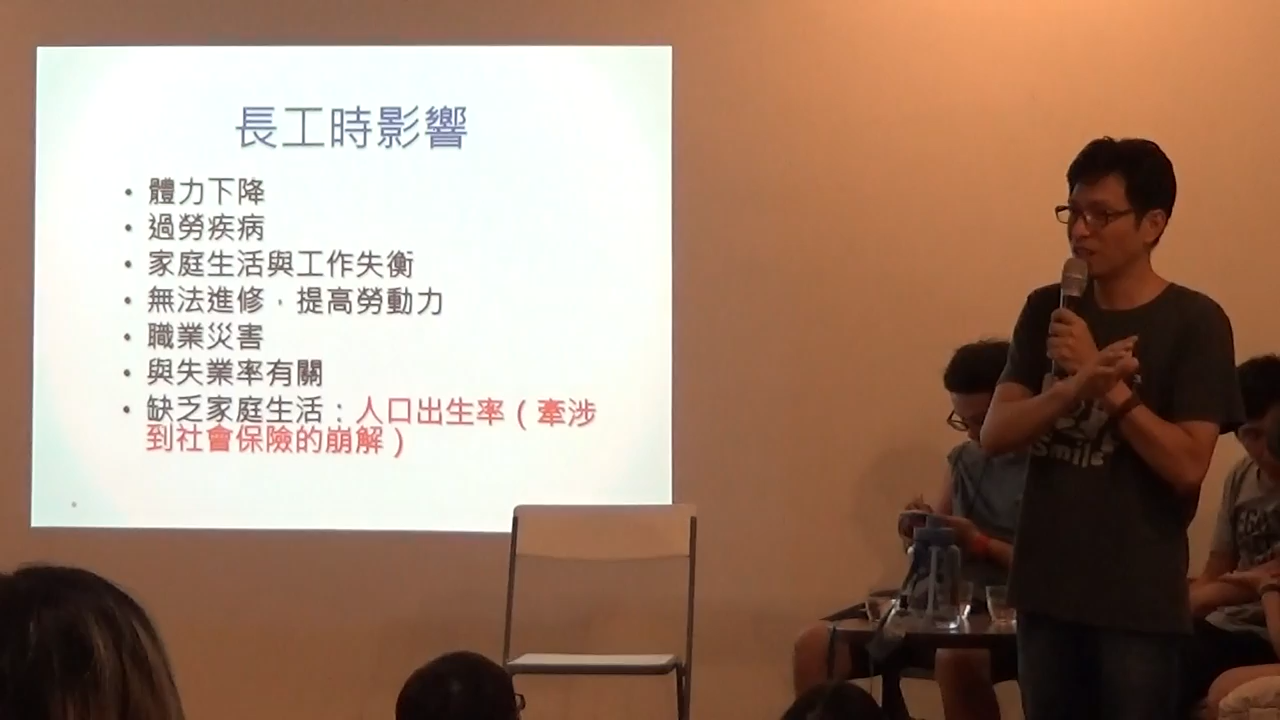 長工時影響
• 體力下降
• 過勞疾病
• 家庭生活與工作失衡
• 無法進修，提高勞動力
• 職業災害
• 與失業率有關
• 缺乏家庭生活：人口出生率（牽涉
到社會保險的崩解）
smile